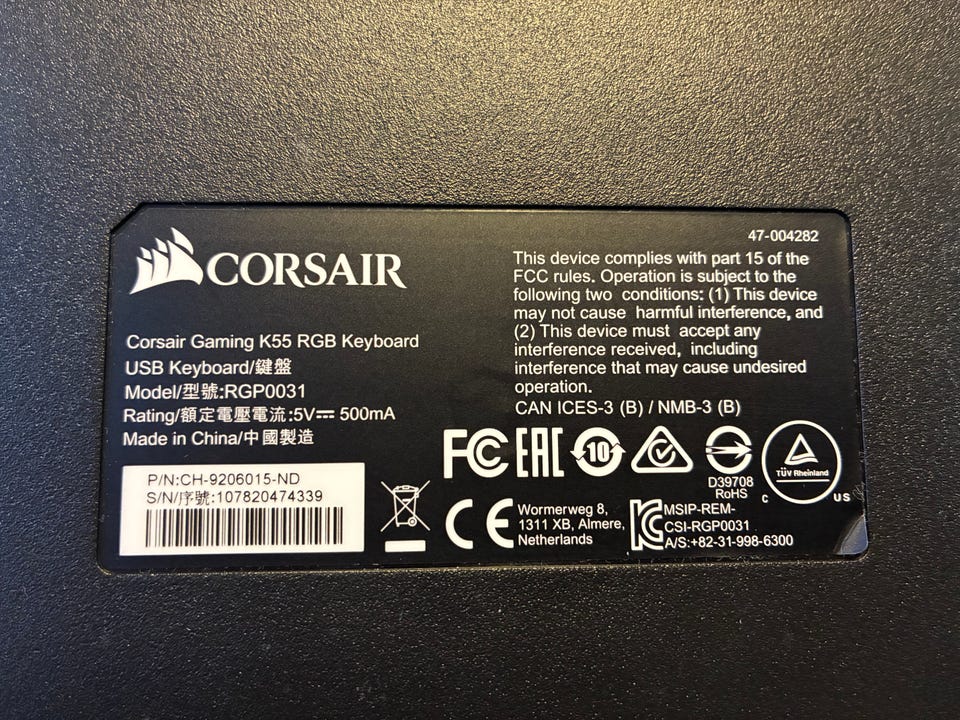 CORSAIR
Corsair Gaming K55 RGB Keyboard
USB Keyboard/鍵盤
Model/型號:RGP0031
Rating/額定電壓電流:5V⎓ 500mA
Made in China/中國製造
P/N:CH-9206015-ND
S/N/序號:107820474339
47-004282
This device complies with part 15 of the
FCC rules. Operation is subject to the
following two conditions: (1) This device
may not cause harmful interference, and
(2) This device must accept any
interference received, including
interference that may cause undesired
operation.
CAN ICES-3 (B) / NMB-3 (B)
FC EAC 10
D39708
RoHS
TÜV Rheinland
C US
CE
Wormerweg 8,
1311 XB, Almere,
Netherlands
KC
MSIP-REM-
CSI-RGP0031
A/S:+82-31-998-6300